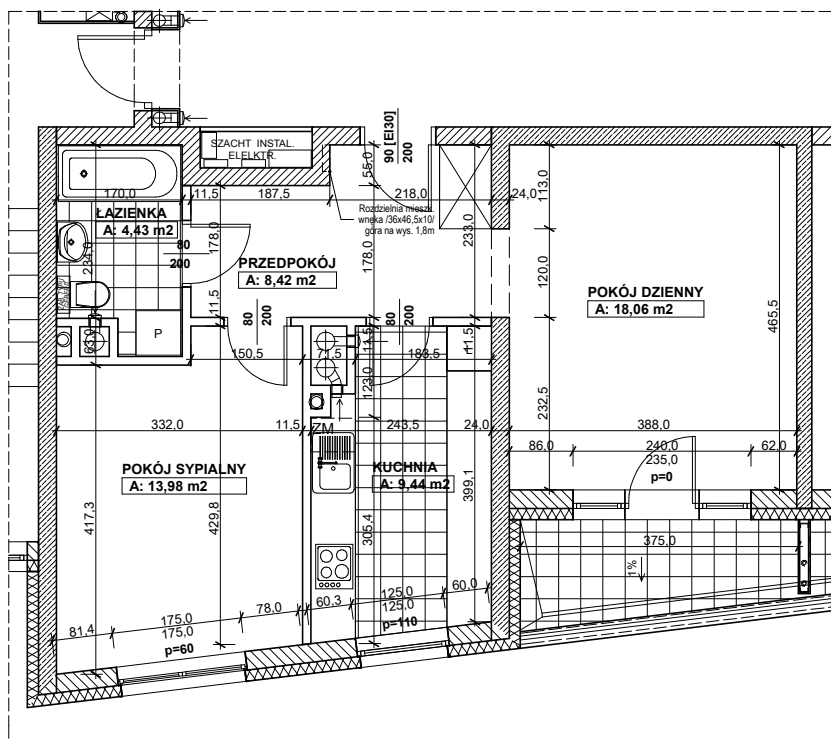 SZACHT INSTAL.
ELELKTR.
90 [EI30]
200
55,0
170,0
11,5
187,5
218,0
24,0
113,0
Rozdzielnia mieszk.
wnęka /36x46,5x10/
góra na wys. 1,8m
ŁAZIENKA
A: 4,43 m2
80
200
178,0
234,0
178,0
233,0
120,0
PRZEDPOKÓJ
A: 8,42 m2
POKÓJ DZIENNY
A: 18,06 m2
465,5
11,5
80
200
80
200
P
63,0
11,5
11,5
150,5
71,5
183,5
123,0
232,5
332,0
11,5
ZM
243,5
24,0
388,0
86,0
240,0
62,0
235,0
p=0
POKÓJ SYPIALNY
A: 13,98 m2
KUCHNIA
A: 9,44 m2
417,3
429,8
305,4
399,1
375,0
1%
81,4
175,0
175,0
78,0
60,3
125,0
125,0
60,0
p=60
p=110